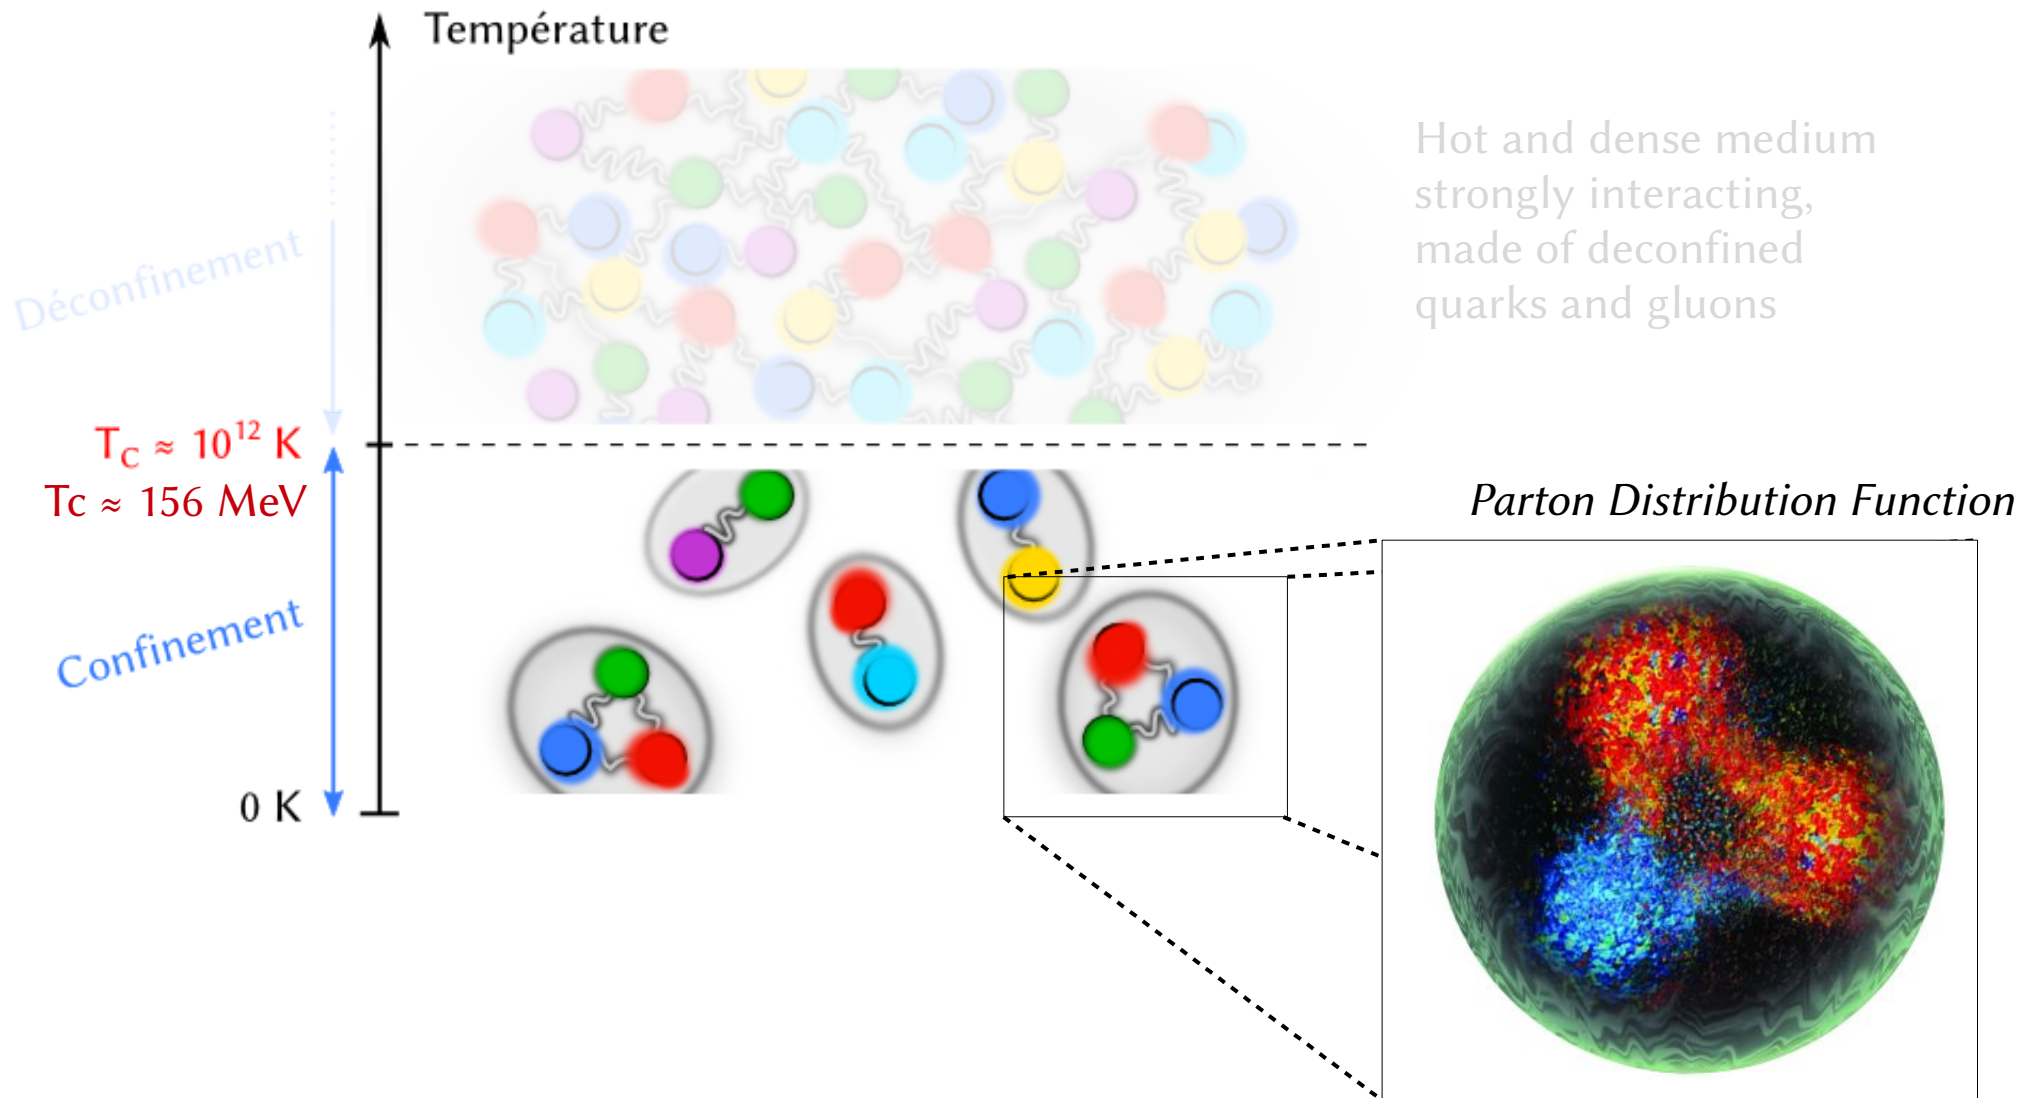 Température
Hot and dense medium
strongly interacting,
made of deconfined
quarks and gluons
Déconfinement
T_C ≈ 10^12 K
Tc ≈ 156 MeV
Parton Distribution Function
Confinement
0 K